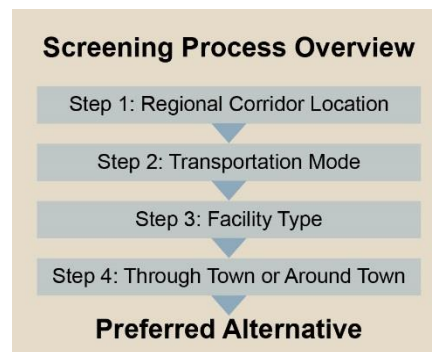 Screening Process Overview
Step 1: Regional Corridor Location
Step 2: Transportation Mode
Step 3: Facility Type
Step 4: Through Town or Around Town
Preferred Alternative